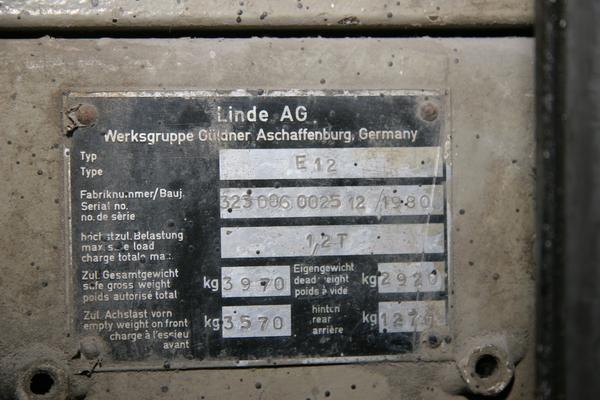 Linde AG
Werksgruppe Güldner Aschaffenburg, Germany
Typ
Type E12
Fabriknummer/Bauj.
Serial no. 323 006 0025 12 1980
no. de série
höchstzul. Belastung
max. safe load 1,2 T
charge totale max.:
Zul. Gesamtgewicht Eigengewicht
safe gross weight kg 3970 dead weight kg 2920
poids autorisé total poids à vide
Zul. Achslast vorn hinten
empty weight on front kg 3570 rear kg
charge à l'essieu arrière
avant